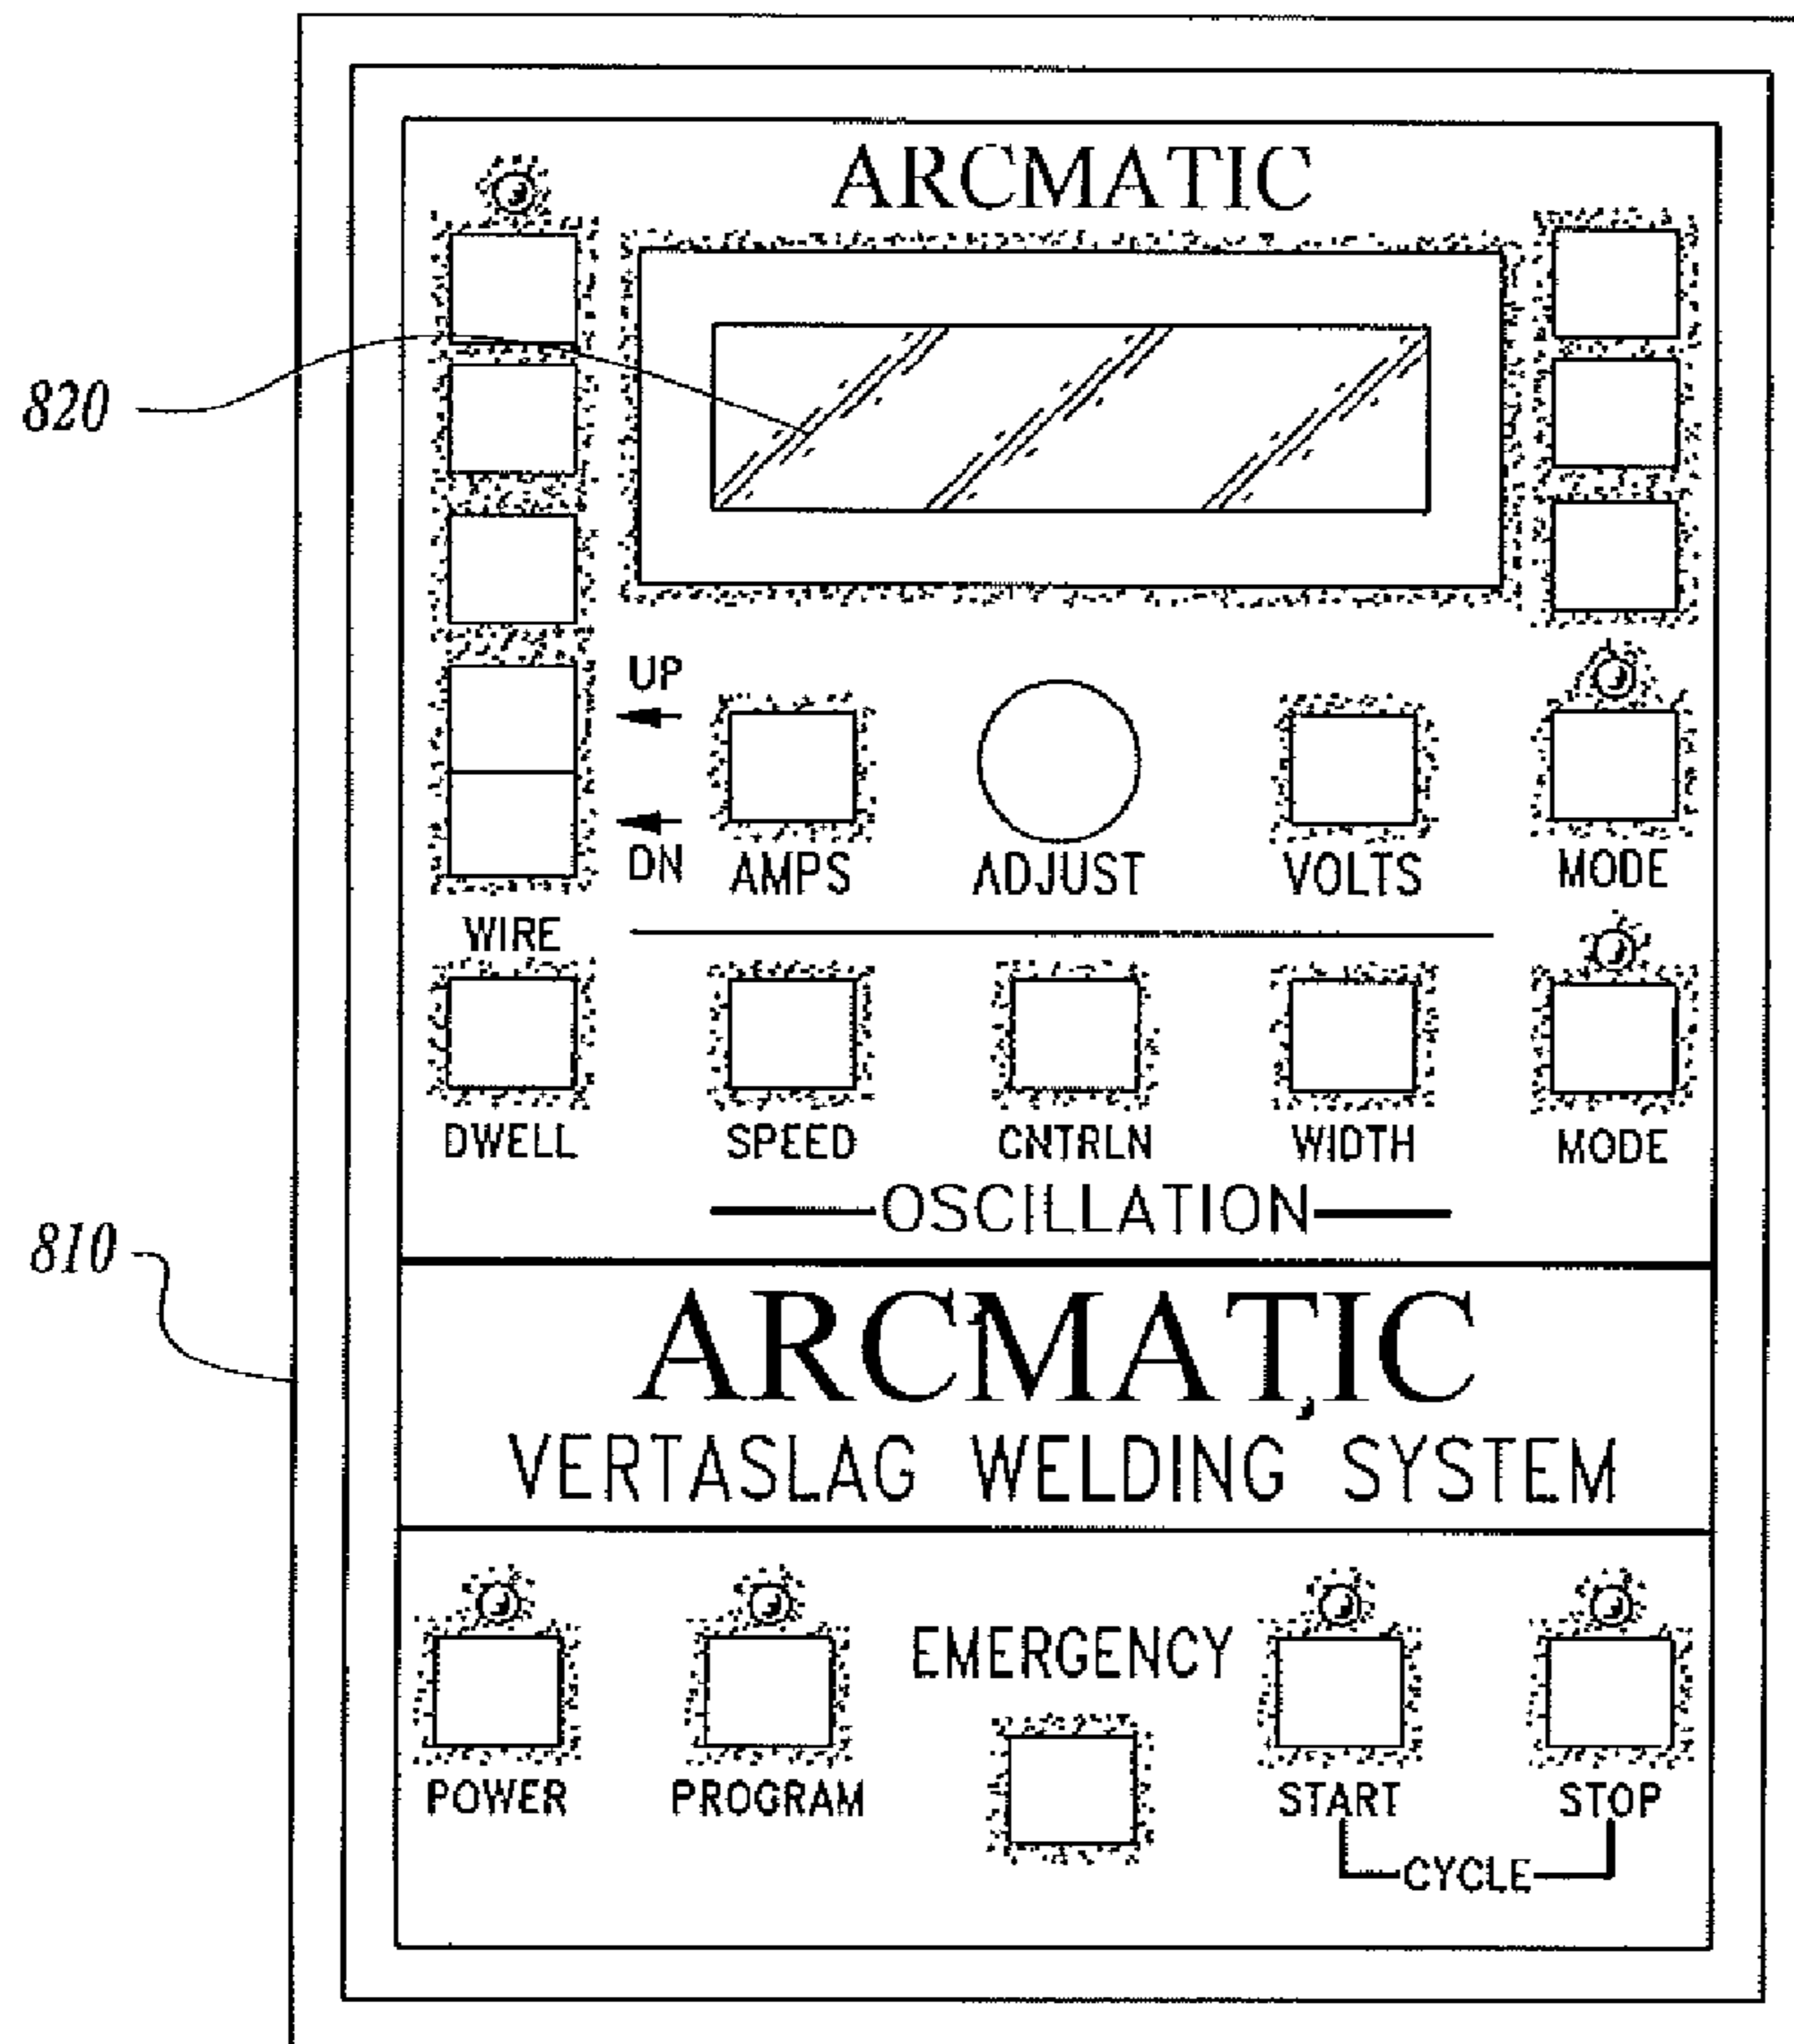 ARCMATIC
820
UP
DN
AMPS
ADJUST
VOLTS
MODE
WIRE
DWELL
SPEED
CNTRLN
WIDTH
MODE
OSCILLATION
810
ARCMATIC
VERTASLAG WELDING SYSTEM
EMERGENCY
POWER
PROGRAM
START
STOP
CYCLE